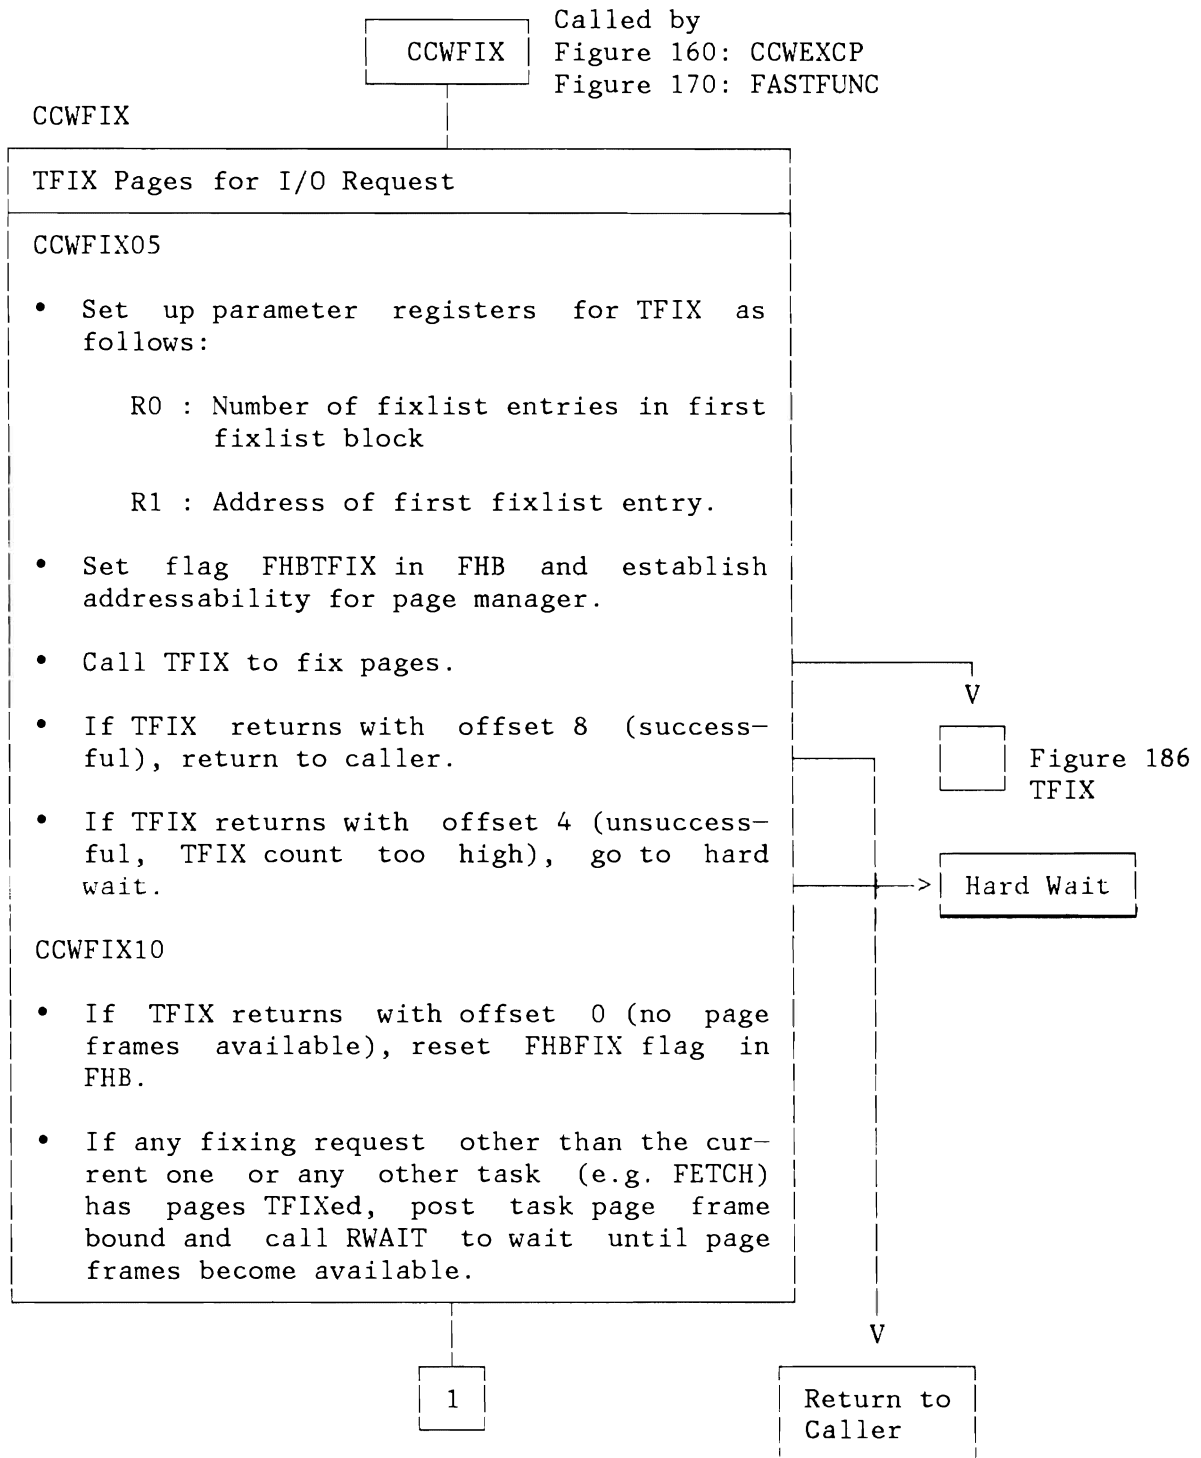 CCWFIX
Called by
Figure 160: CCWEXCP
Figure 170: FASTFUNC
CCWFIX
TFIX Pages for I/O Request
CCWFIX05
• Set up parameter registers for TFIX as
follows:
R0 : Number of fixlist entries in first
fixlist block
R1 : Address of first fixlist entry.
• Set flag FHBTFIX in FHB and establish
addressability for page manager.
• Call TFIX to fix pages.
V
• If TFIX returns with offset 8 (success-
ful), return to caller.
Figure 186
TFIX
• If TFIX returns with offset 4 (unsuccess-
ful, TFIX count too high), go to hard
wait.
> Hard Wait
CCWFIX10
• If TFIX returns with offset 0 (no page
frames available), reset FHBFIX flag in
FHB.
• If any fixing request other than the cur-
rent one or any other task (e.g. FETCH)
has pages TFIXed, post task page frame
bound and call RWAIT to wait until page
frames become available.
V
1
Return to
Caller